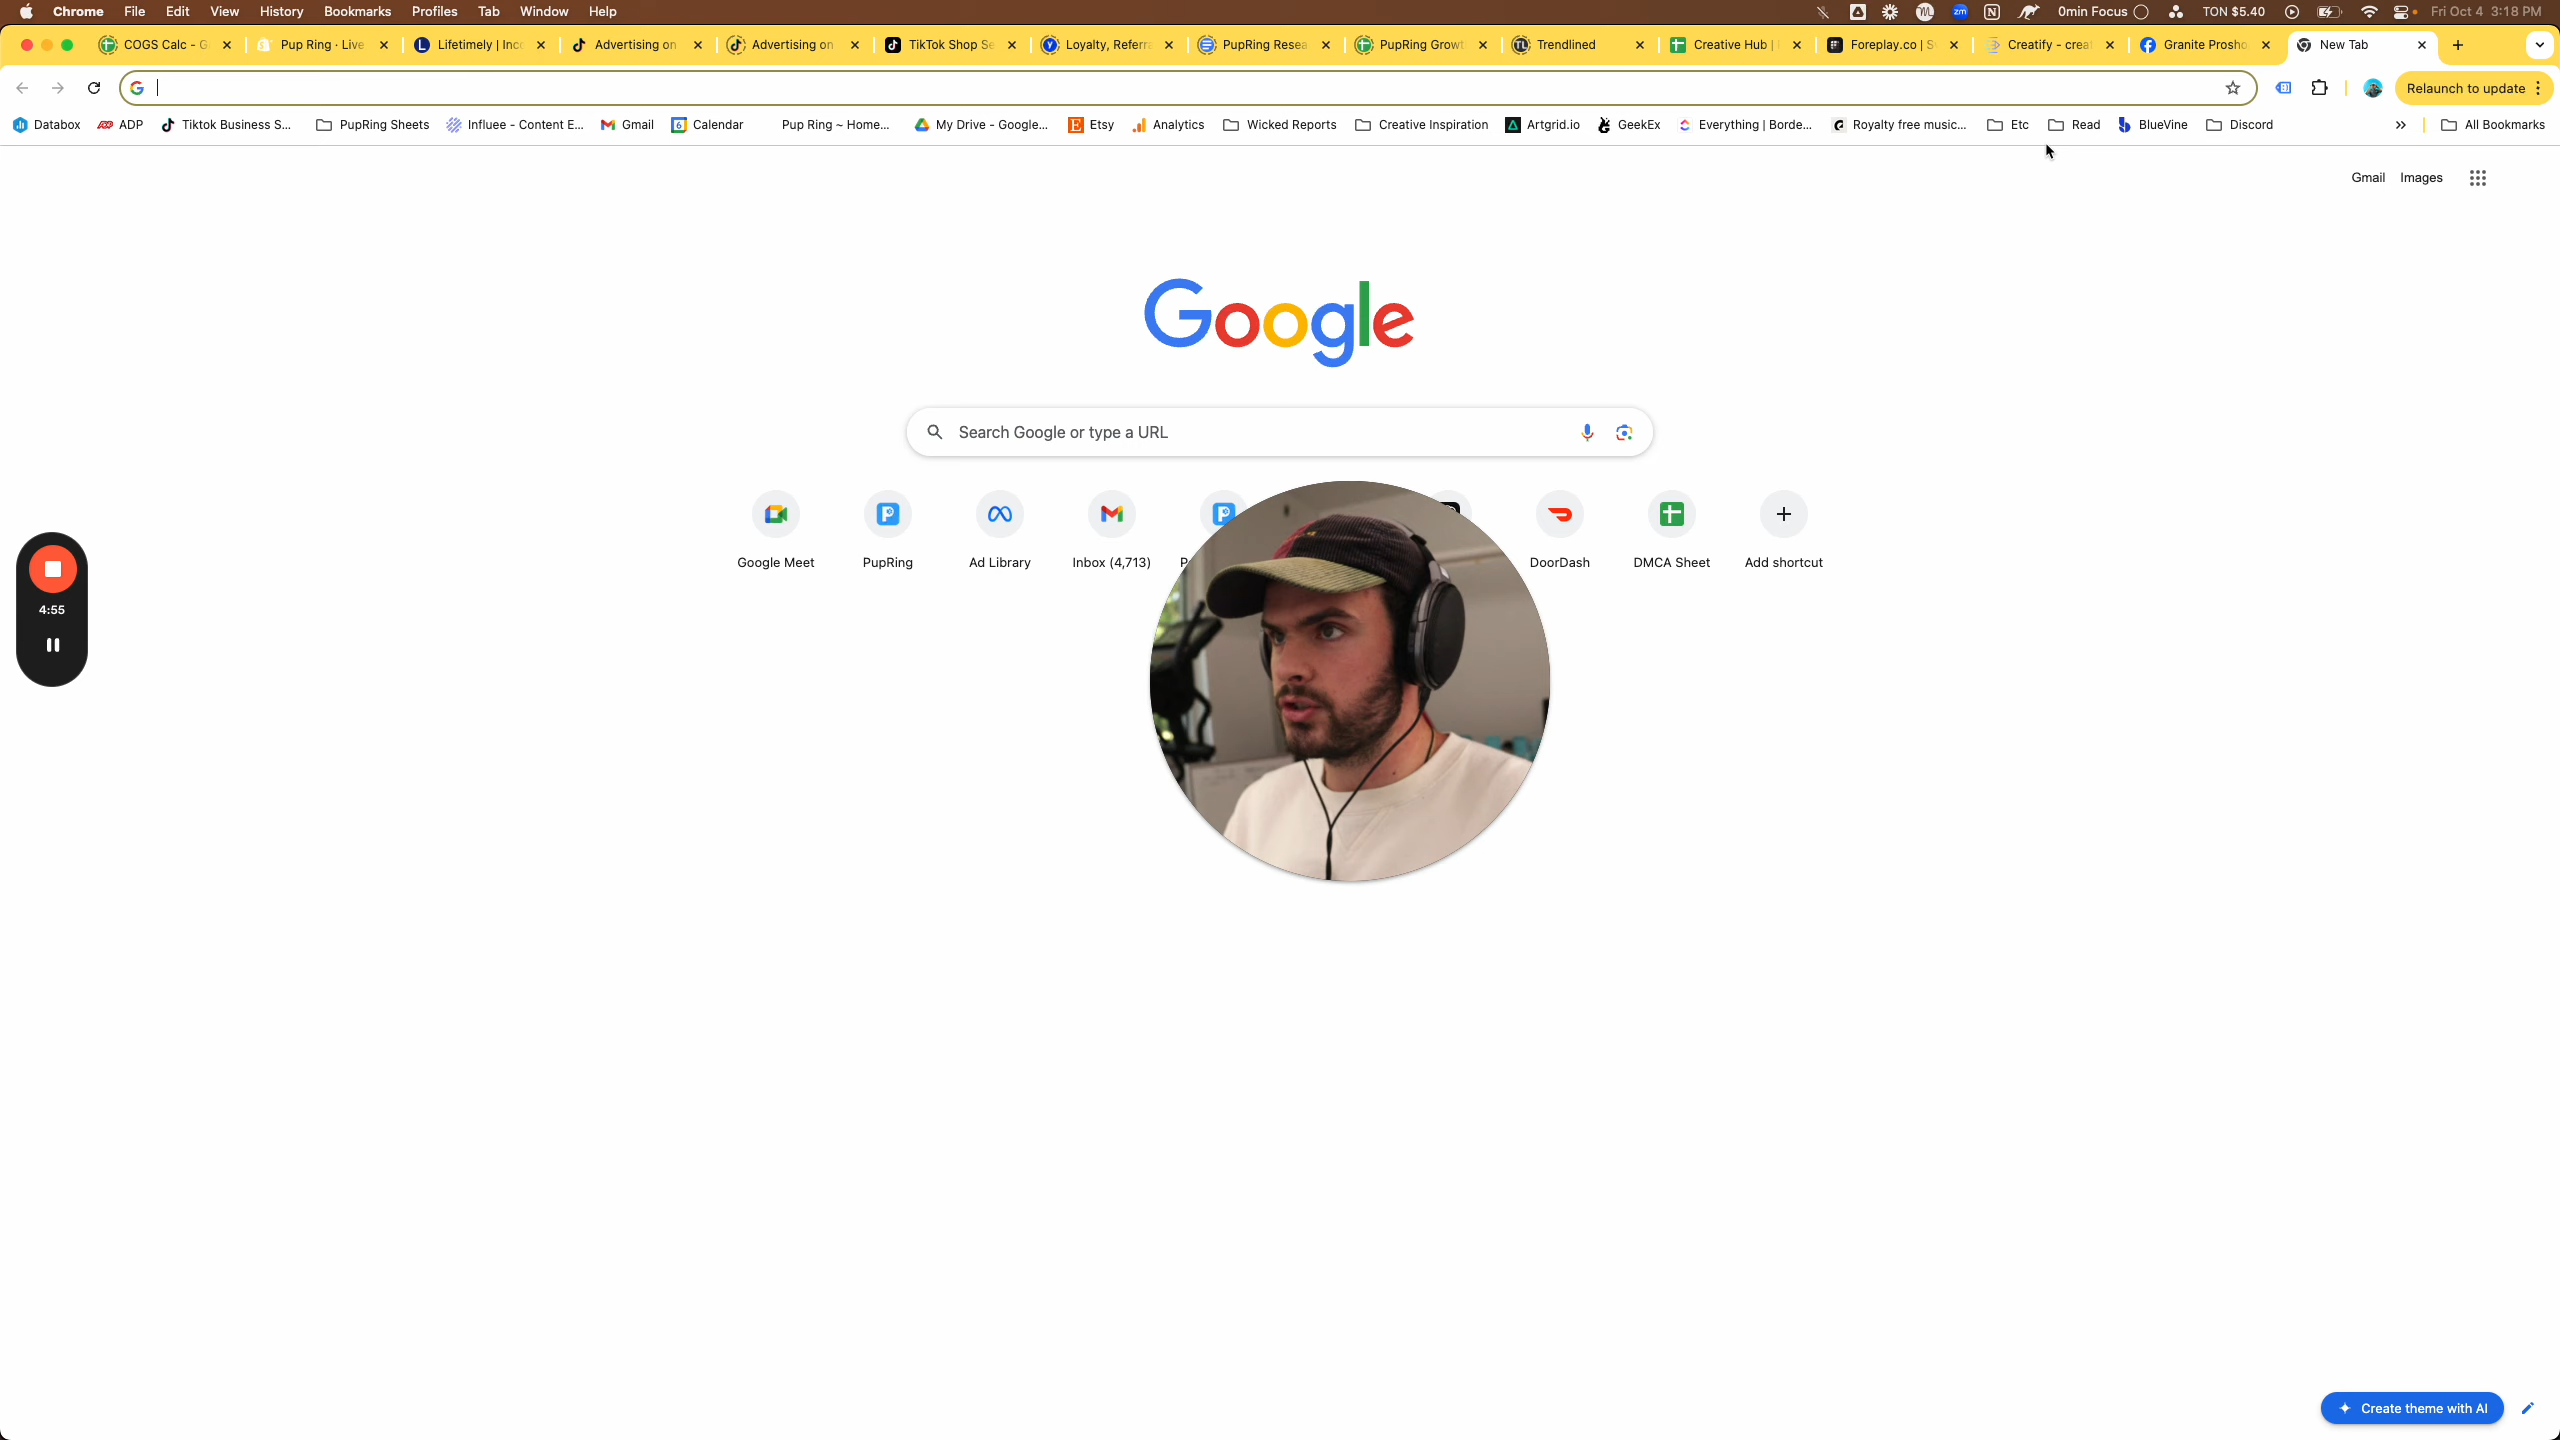 Chrome File Edit View History Bookmarks Profiles Tab Window Help 0min Focus TON $5.40 Fri Oct 4 3:18 PM
COGS Calc - G Pup Ring · Live Lifetimely | Inc Advertising on Advertising on TikTok Shop Se Loyalty, Referra PupRing Resea PupRing Growt Trendlined Creative Hub | Foreplay.co | S Creatify - crea Granite Prosho New Tab
Relaunch to update
Databox ADP Tiktok Business S... PupRing Sheets Influee - Content E... Gmail Calendar Pup Ring ~ Home... My Drive - Google... Etsy Analytics Wicked Reports Creative Inspiration Artgrid.io GeekEx Everything | Borde... Royalty free music... Etc Read BlueVine Discord All Bookmarks
Gmail Images
Google
Search Google or type a URL
Google Meet PupRing Ad Library Inbox (4,713) DoorDash DMCA Sheet Add shortcut
4:55
Create theme with AI